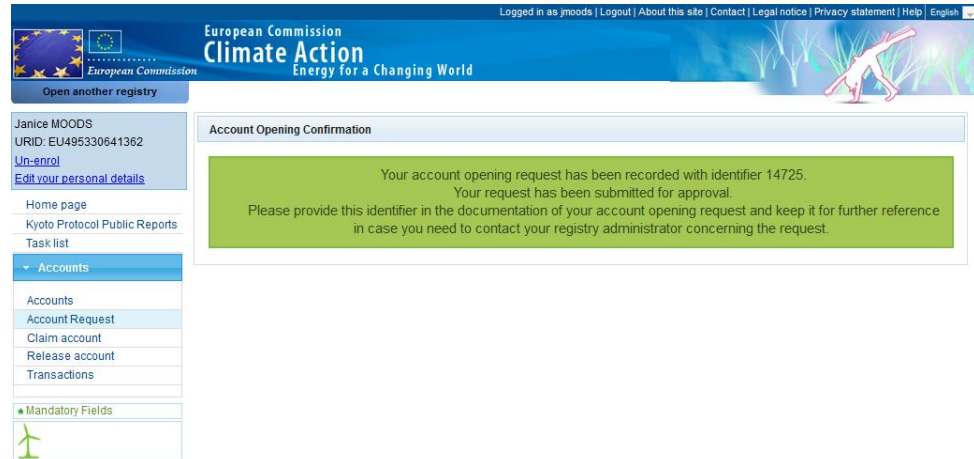 Logged in as jmoods | Logout | About this site | Contact | Legal notice | Privacy statement | Help English
European Commission
Climate Action
Energy for a Changing World
European Commission
Open another registry
Janice MOODS
URID: EU495330641362
Un-enrol
Edit your personal details
Home page
Kyoto Protocol Public Reports
Task list
Accounts
Accounts
Account Request
Claim account
Release account
Transactions
Mandatory Fields
Account Opening Confirmation
Your account opening request has been recorded with identifier 14725.
Your request has been submitted for approval.
Please provide this identifier in the documentation of your account opening request and keep it for further reference
in case you need to contact your registry administrator concerning the request.